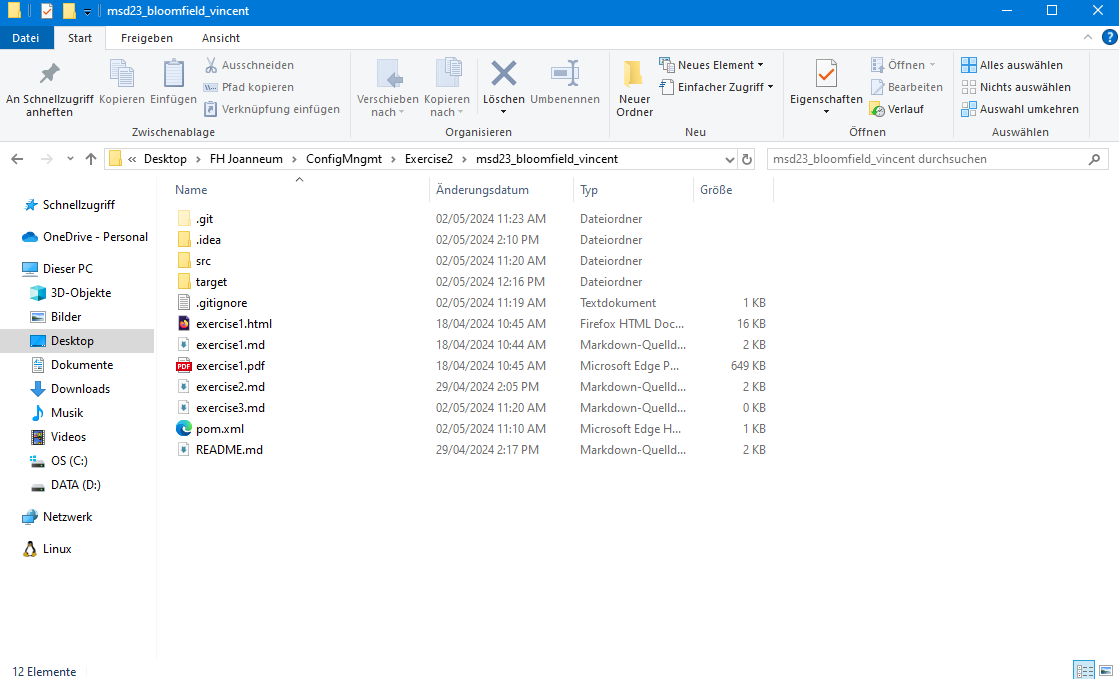 msd23_bloomfield_vincent
Datei Start Freigeben Ansicht
An Schnellzugriff anheften
Kopieren
Einfügen
Ausschneiden
Pfad kopieren
Verknüpfung einfügen
Zwischenablage
Verschieben nach
Kopieren nach
Löschen
Umbenennen
Organisieren
Neuer Ordner
Neues Element
Einfacher Zugriff
Neu
Eigenschaften
Öffnen
Bearbeiten
Verlauf
Öffnen
Alles auswählen
Nichts auswählen
Auswahl umkehren
Auswählen
« Desktop › FH Joanneum › ConfigMngmt › Exercise2 › msd23_bloomfield_vincent
msd23_bloomfield_vincent durchsuchen
Schnellzugriff
OneDrive - Personal
Dieser PC
3D-Objekte
Bilder
Desktop
Dokumente
Downloads
Musik
Videos
OS (C:)
DATA (D:)
Netzwerk
Linux
Name Änderungsdatum Typ Größe
.git 02/05/2024 11:23 AM Dateiordner
.idea 02/05/2024 2:10 PM Dateiordner
src 02/05/2024 11:20 AM Dateiordner
target 02/05/2024 12:16 PM Dateiordner
.gitignore 02/05/2024 11:19 AM Textdokument 1 KB
exercise1.html 18/04/2024 10:45 AM Firefox HTML Doc... 16 KB
exercise1.md 18/04/2024 10:44 AM Markdown-Quelld... 2 KB
PDF exercise1.pdf 18/04/2024 10:45 AM Microsoft Edge P... 649 KB
exercise2.md 29/04/2024 2:05 PM Markdown-Quelld... 2 KB
exercise3.md 02/05/2024 11:20 AM Markdown-Quelld... 0 KB
pom.xml 02/05/2024 11:10 AM Microsoft Edge H... 1 KB
README.md 29/04/2024 2:17 PM Markdown-Quelld... 2 KB
12 Elemente